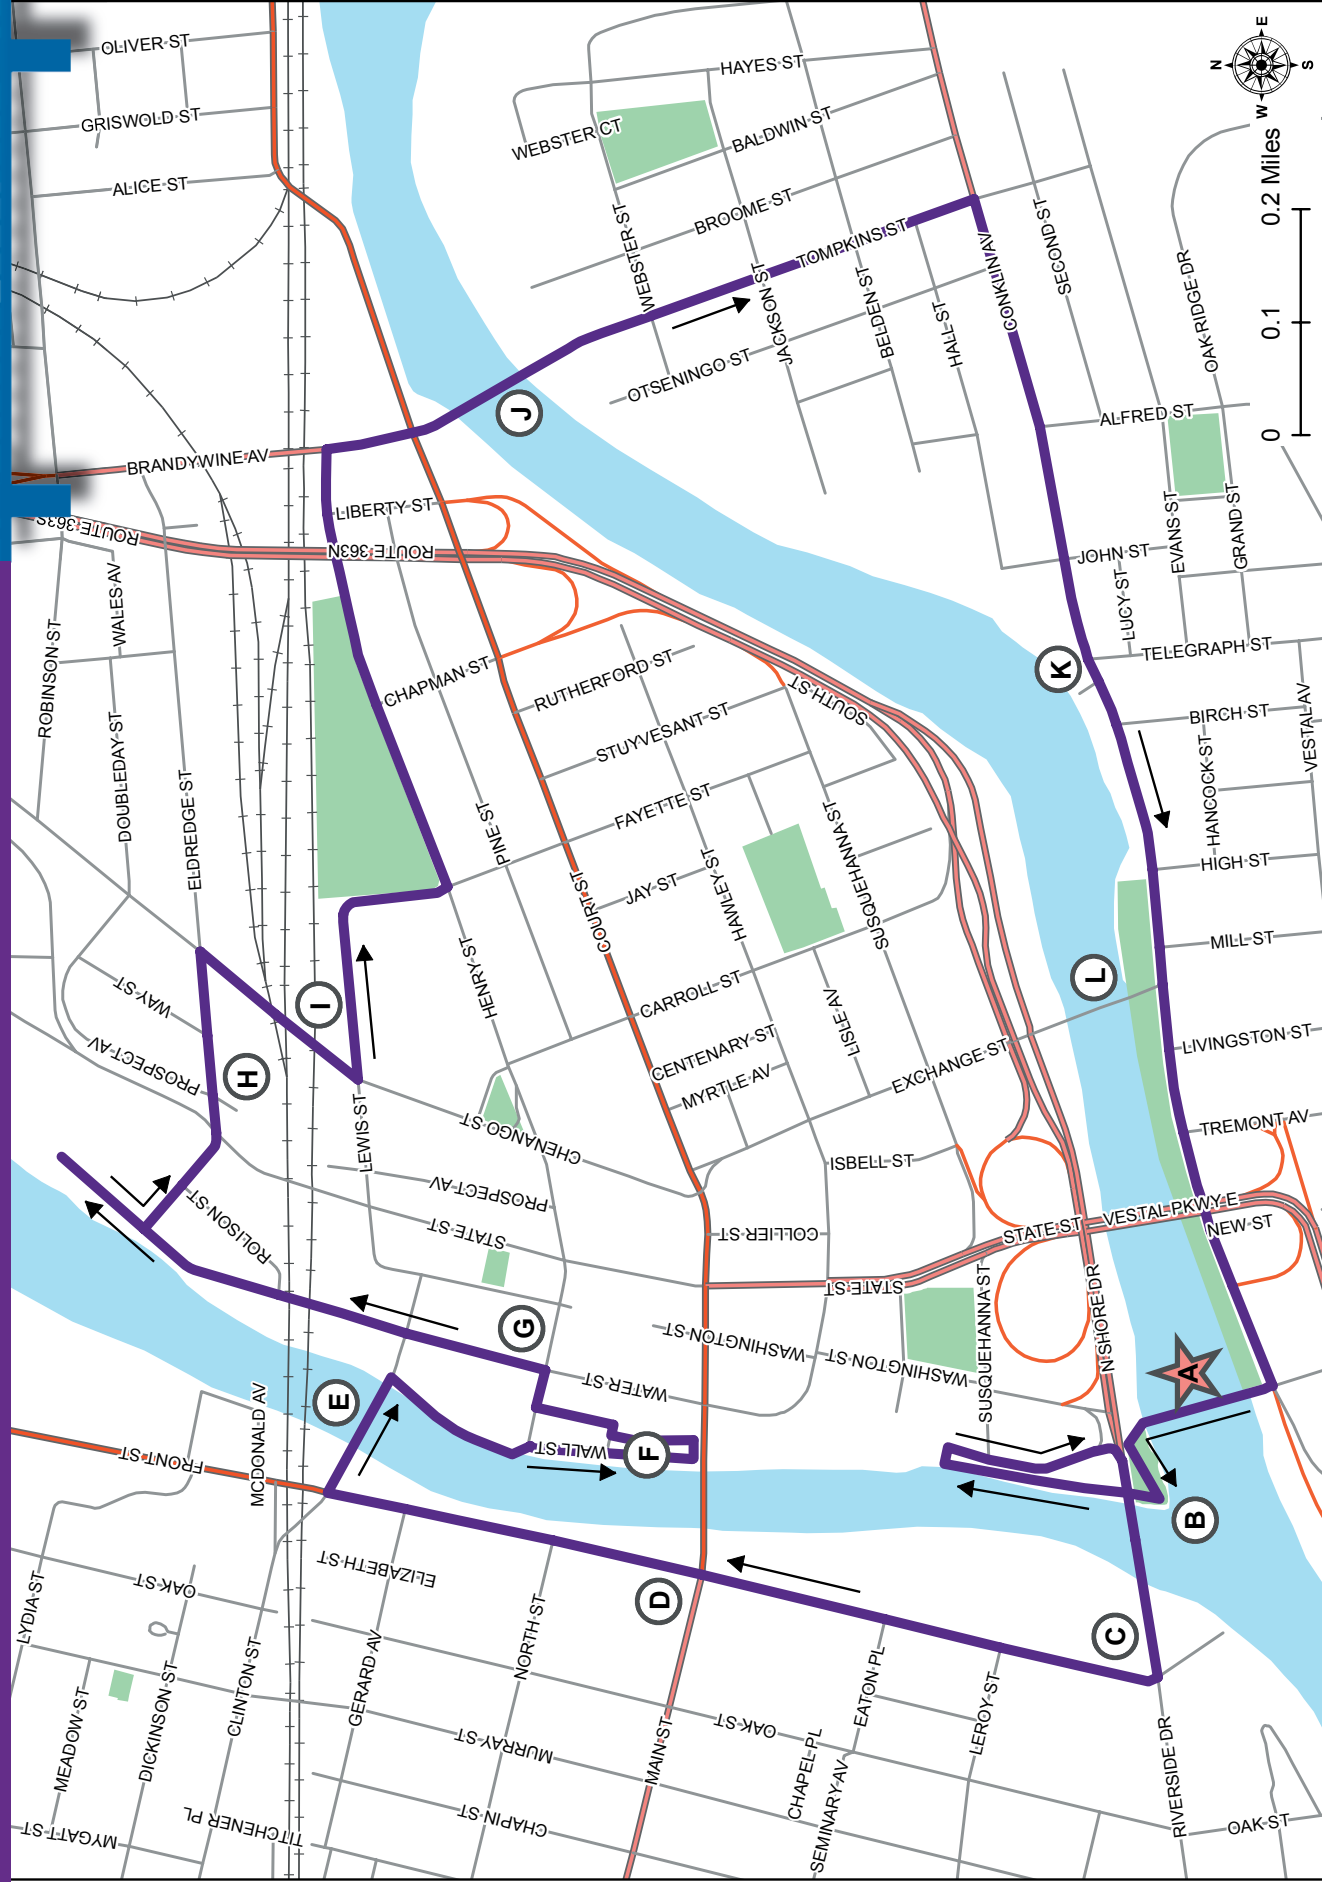 OLIVER ST
GRISWOLD ST
ALICE ST
HAYES ST
WEBSTER CT
BALDWIN ST
BROOME ST
WEBSTER ST
TOMPKINS ST
JACKSON ST
BELDEN ST
HALL ST
OTSENINGO ST
CONKLIN AV
SECOND ST
OAK RIDGE DR
ALFRED ST
N
E
S
W
0
0.1
0.2 Miles
BRANDYWINE AV
ROUTE 363S
ROUTE 363N
LIBERTY ST
J
JOHN ST
EVANS ST
GRAND ST
LUCY ST
TELEGRAPH ST
K
BIRCH ST
HANCOCK ST
VESTAL AV
HIGH ST
MILL ST
L
LIVINGSTON ST
TREMONT AV
ROBINSON ST
WALES AV
DOUBLEDAY ST
ELDREDGE ST
CHAPMAN ST
RUTHERFORD ST
STUYVESANT ST
SOUTH ST
FAYETTE ST
PINE ST
JAY ST
COURT ST
HAWLEY ST
SUSQUEHANNA ST
HENRY ST
CARROLL ST
LISLE AV
CENTENARY ST
MYRTLE AV
EXCHANGE ST
WAY ST
PROSPECT AV
H
I
CHENANGO ST
LEWIS ST
PROSPECT AV
STATE ST
ROLISON ST
ISBELL ST
COLLIER ST
STATE ST
STATE ST
VESTAL PKWY E
NEW ST
G
WASHINGTON ST
WASHINGTON ST
SUSQUEHANNA ST
N SHORE DR
A
WATER ST
WALL ST
E
F
MCDONALD AV
FRONT ST
B
C
D
LYDIA ST
OAK ST
ELIZABETH ST
MEADOW ST
DICKINSON ST
CLINTON ST
GERARD AV
NORTH ST
MURRAY ST
MAIN ST
OAK ST
EATON PL
CHAPEL PL
SEMINARY AV
LEROY ST
RIVERSIDE DR
OAK ST
MYGATT ST
TITCHENER PL
CHAPIN ST